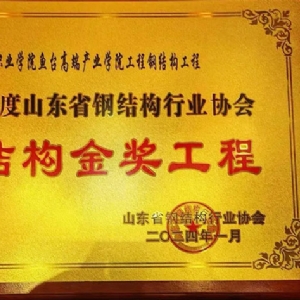 职业学院鱼台高端产业学院工程钢结构工程
度山东省钢结构行业协会
结构金奖工程
山东省钢结构行业协会
二〇二四年一月